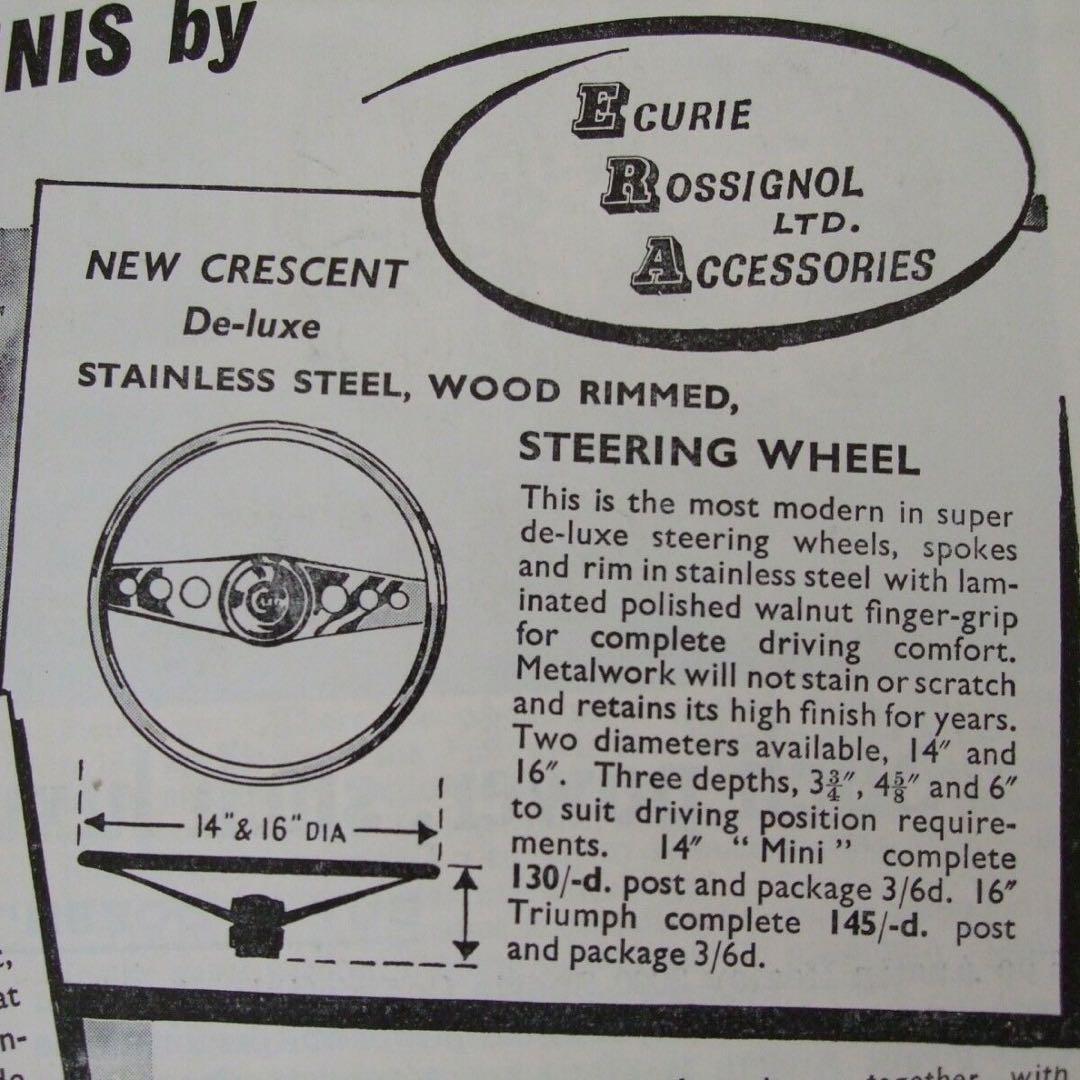 NIS by
ECURIE
ROSSIGNOL
LTD.
ACCESSORIES
NEW CRESCENT
De-luxe
STAINLESS STEEL, WOOD RIMMED,
STEERING WHEEL
This is the most modern in super
de-luxe steering wheels, spokes
and rim in stainless steel with lam-
inated polished walnut finger-grip
for complete driving comfort.
Metalwork will not stain or scratch
and retains its high finish for years.
Two diameters available, 14″ and
16″. Three depths, 3¾″, 4⅝″ and 6″
to suit driving position require-
ments. 14″ “Mini” complete
130/-d. post and package 3/6d. 16″
Triumph complete 145/-d. post
and package 3/6d.
14"& 16"DIA
at
n-
together with